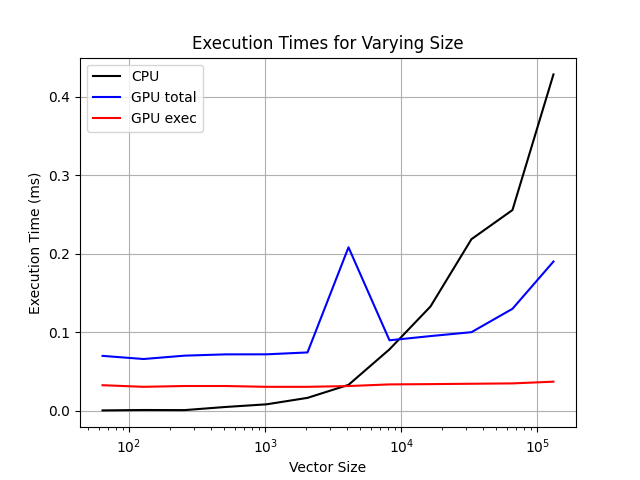 Execution Times for Varying Size
CPU
GPU total
GPU exec
Execution Time (ms)
0.4
0.3
0.2
0.1
0.0
10²
10³
10⁴
10⁵
Vector Size